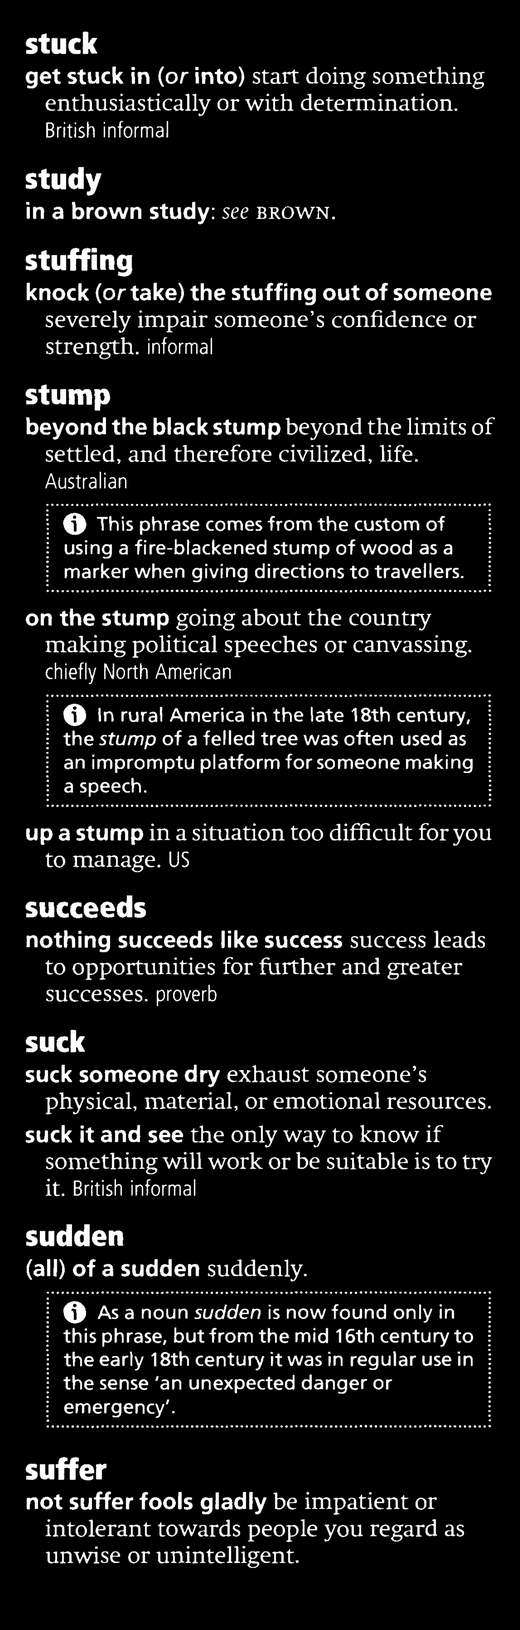 stuck
get stuck in (or into) start doing something
enthusiastically or with determination.
British informal
study
in a brown study: see BROWN.
stuffing
knock (or take) the stuffing out of someone
severely impair someone's confidence or
strength. informal
stump
beyond the black stump beyond the limits of
settled, and therefore civilized, life.
Australian
This phrase comes from the custom of
using a fire-blackened stump of wood as a
marker when giving directions to travellers.
on the stump going about the country
making political speeches or canvassing.
chiefly North American
In rural America in the late 18th century,
the stump of a felled tree was often used as
an impromptu platform for someone making
a speech.
up a stump in a situation too difficult for you
to manage. US
succeeds
nothing succeeds like success success leads
to opportunities for further and greater
successes. proverb
suck
suck someone dry exhaust someone's
physical, material, or emotional resources.
suck it and see the only way to know if
something will work or be suitable is to try
it. British informal
sudden
(all) of a sudden suddenly.
As a noun sudden is now found only in
this phrase, but from the mid 16th century to
the early 18th century it was in regular use in
the sense 'an unexpected danger or
emergency'.
suffer
not suffer fools gladly be impatient or
intolerant towards people you regard as
unwise or unintelligent.